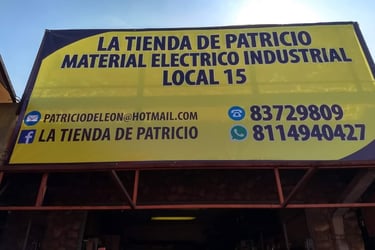 LA TIENDA DE PATRICIO
MATERIAL ELECTRICO INDUSTRIAL
LOCAL 15
PATRICIODELEON@HOTMAIL.COM
83729809
LA TIENDA DE PATRICIO
8114940427